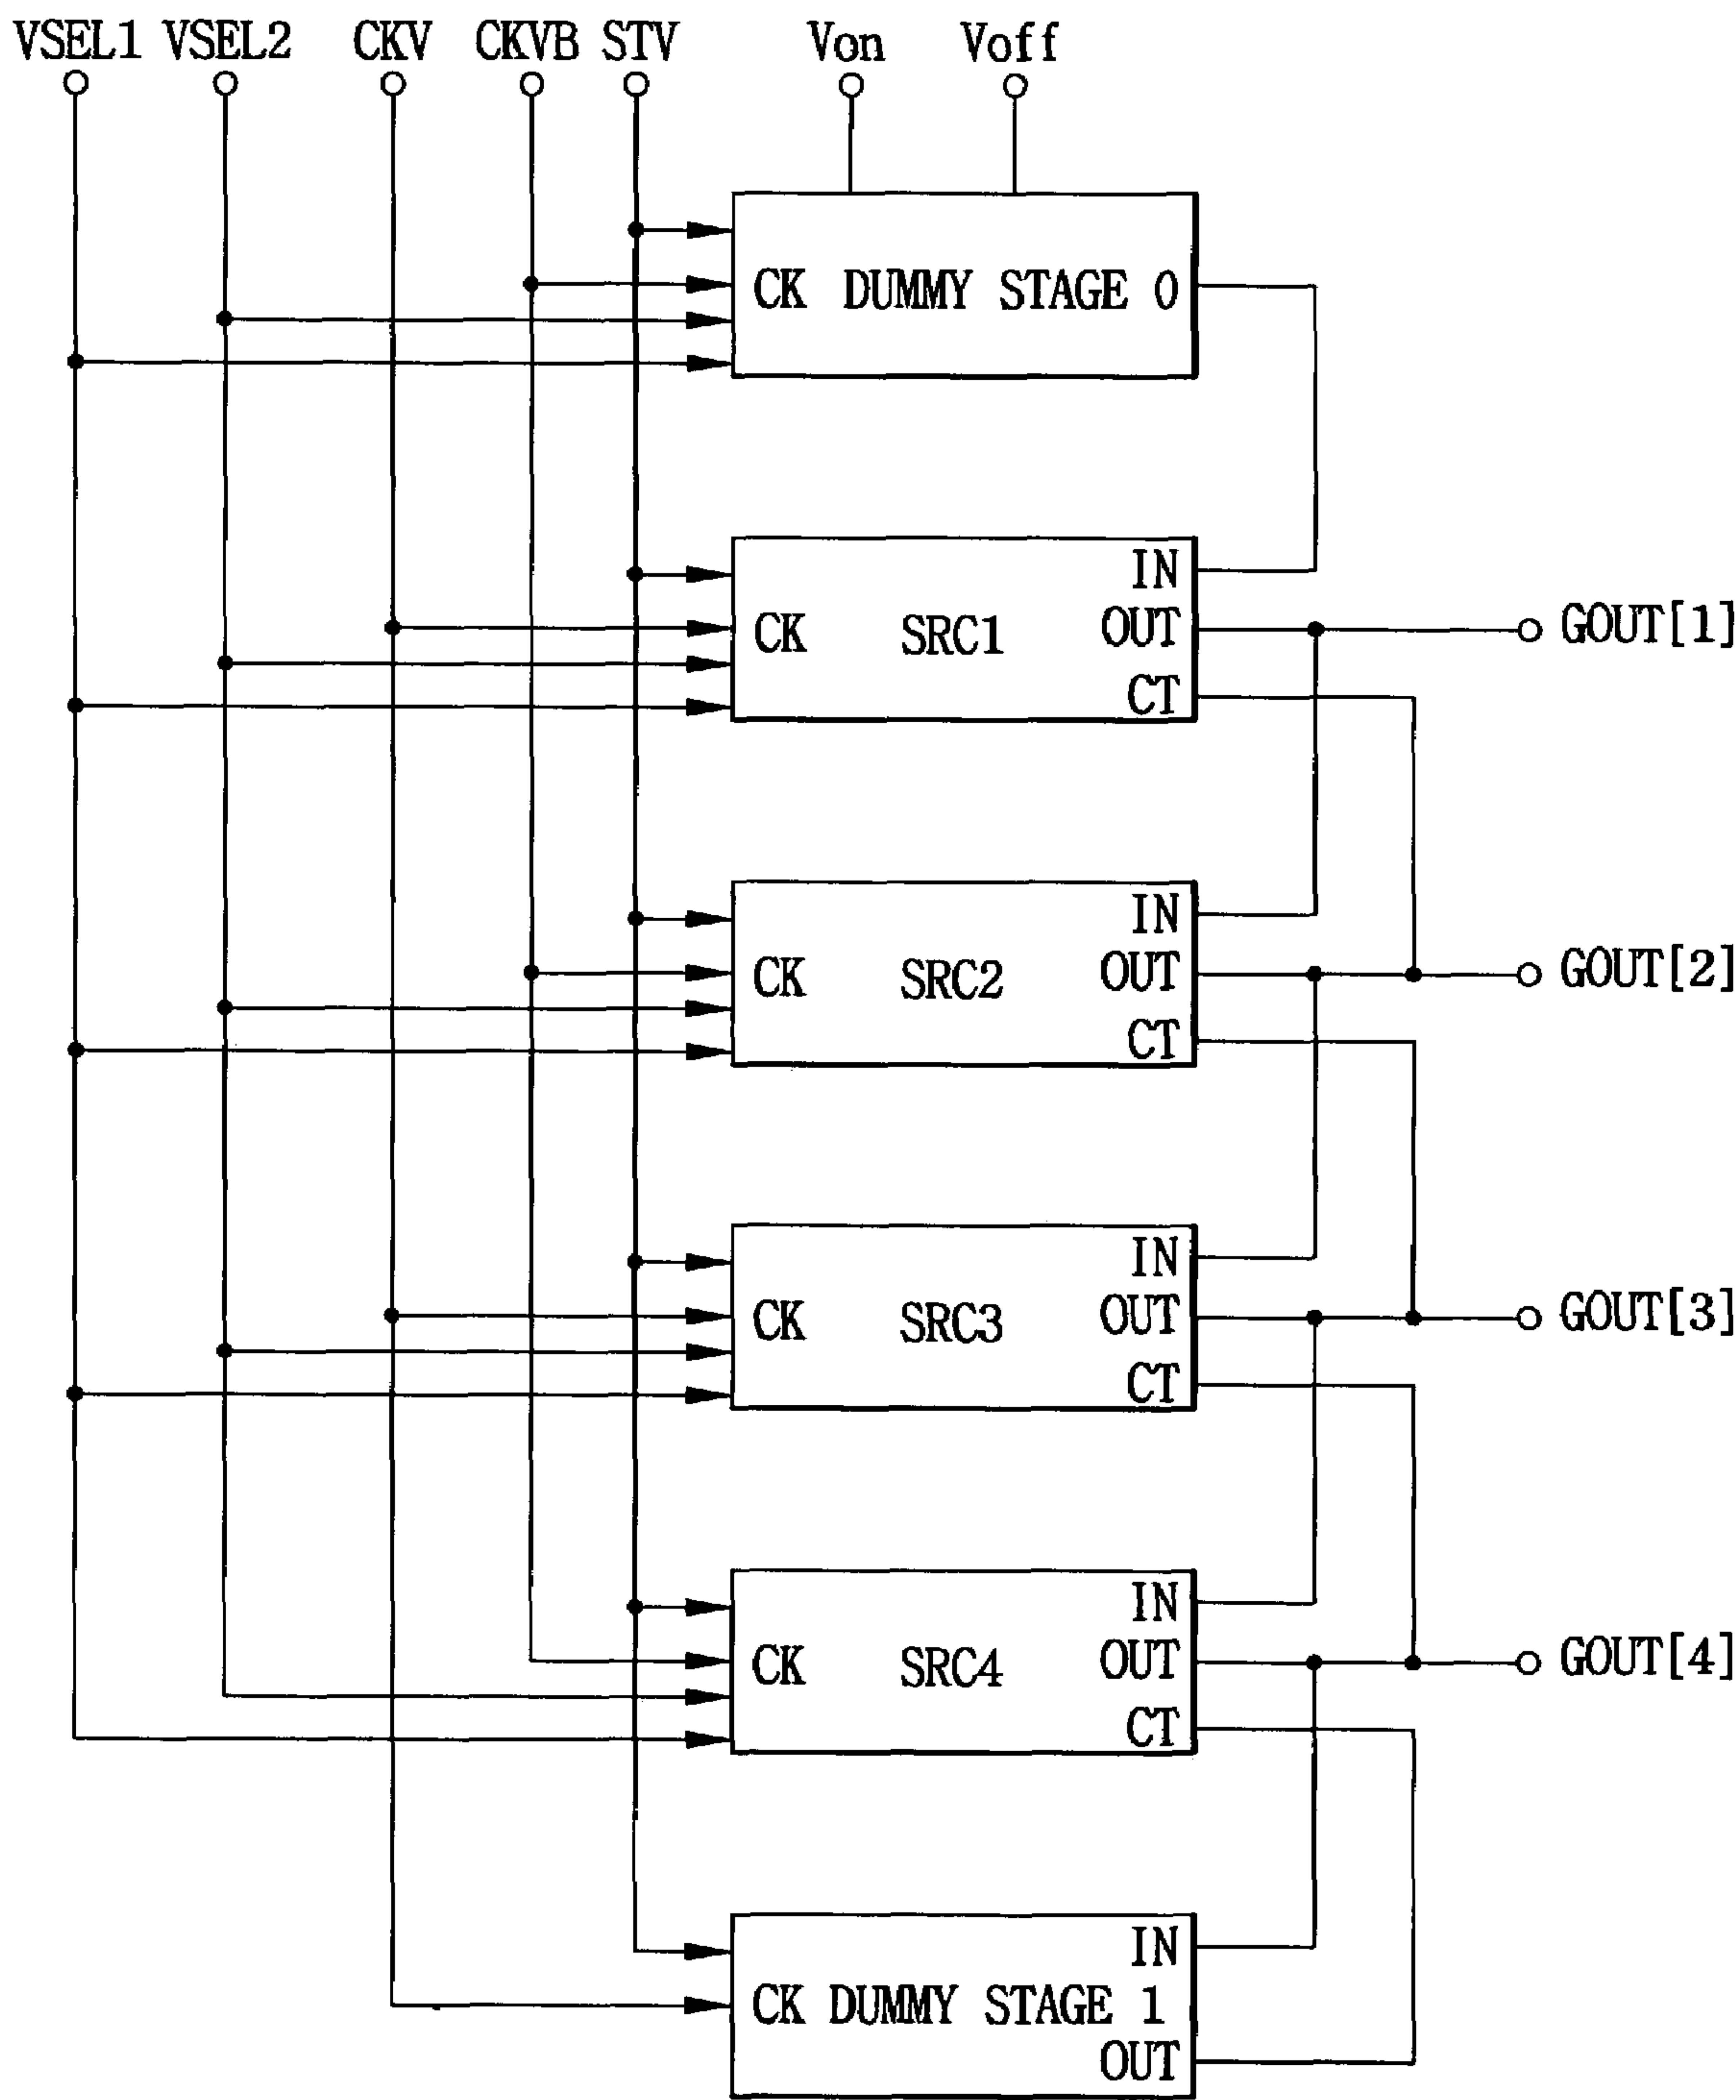 VSEL1 VSEL2 CKV CKVB STV Von Voff
CK DUMMY STAGE 0
IN
CK SRC1 OUT GOUT[1]
CT
IN
CK SRC2 OUT GOUT[2]
CT
IN
CK SRC3 OUT GOUT[3]
CT
IN
CK SRC4 OUT GOUT[4]
CT
IN
CK DUMMY STAGE 1
OUT